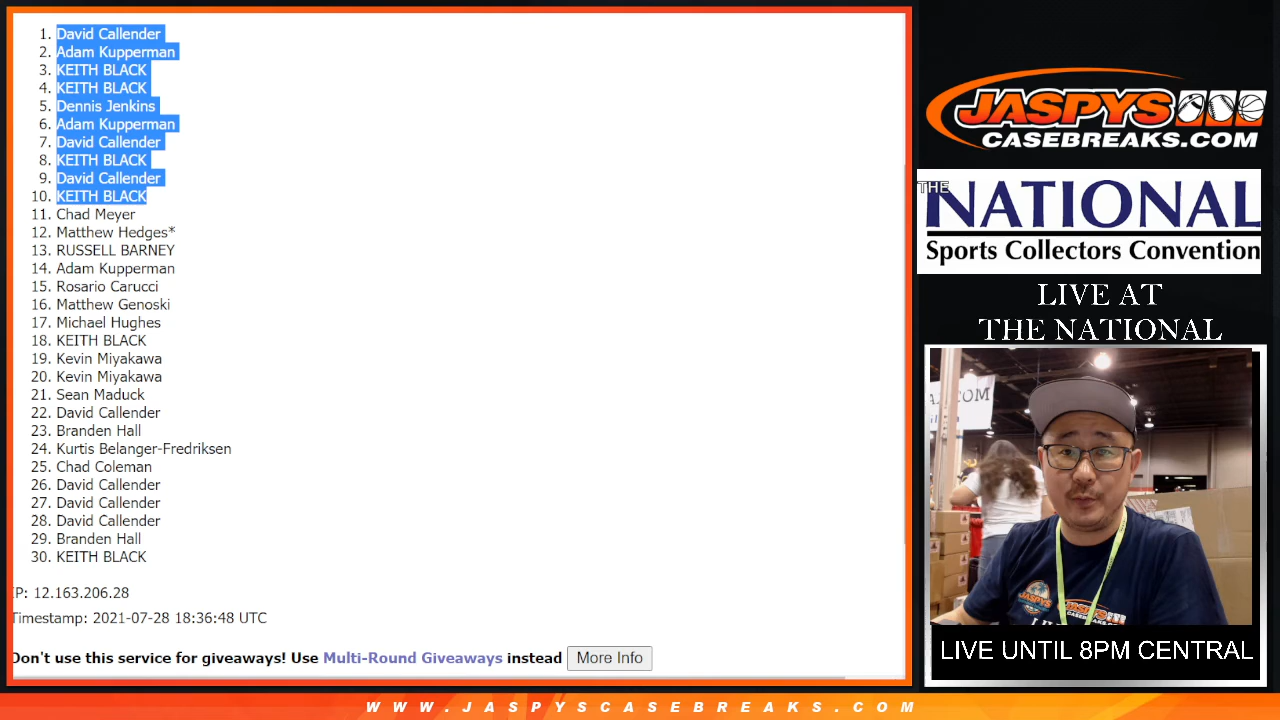 1. David Callender
2. Adam Kupperman
3. KEITH BLACK
4. KEITH BLACK
5. Dennis Jenkins
6. Adam Kupperman
7. David Callender
8. KEITH BLACK
9. David Callender
10. KEITH BLACK
11. Chad Meyer
12. Matthew Hedges*
13. RUSSELL BARNEY
14. Adam Kupperman
15. Rosario Carucci
16. Matthew Genoski
17. Michael Hughes
18. KEITH BLACK
19. Kevin Miyakawa
20. Kevin Miyakawa
21. Sean Maduck
22. David Callender
23. Branden Hall
24. Kurtis Belanger-Fredriksen
25. Chad Coleman
26. David Callender
27. David Callender
28. David Callender
29. Branden Hall
30. KEITH BLACK
IP: 12.163.206.28
Timestamp: 2021-07-28 18:36:48 UTC
Don't use this service for giveaways! Use Multi-Round Giveaways instead More Info
JASPYS
CASEBREAKS.COM
THE
NATIONAL
Sports Collectors Convention
LIVE AT
THE NATIONAL
JASPYS
LIVE UNTIL 8PM CENTRAL
WWW.JASPYSCASEBREAKS.COM